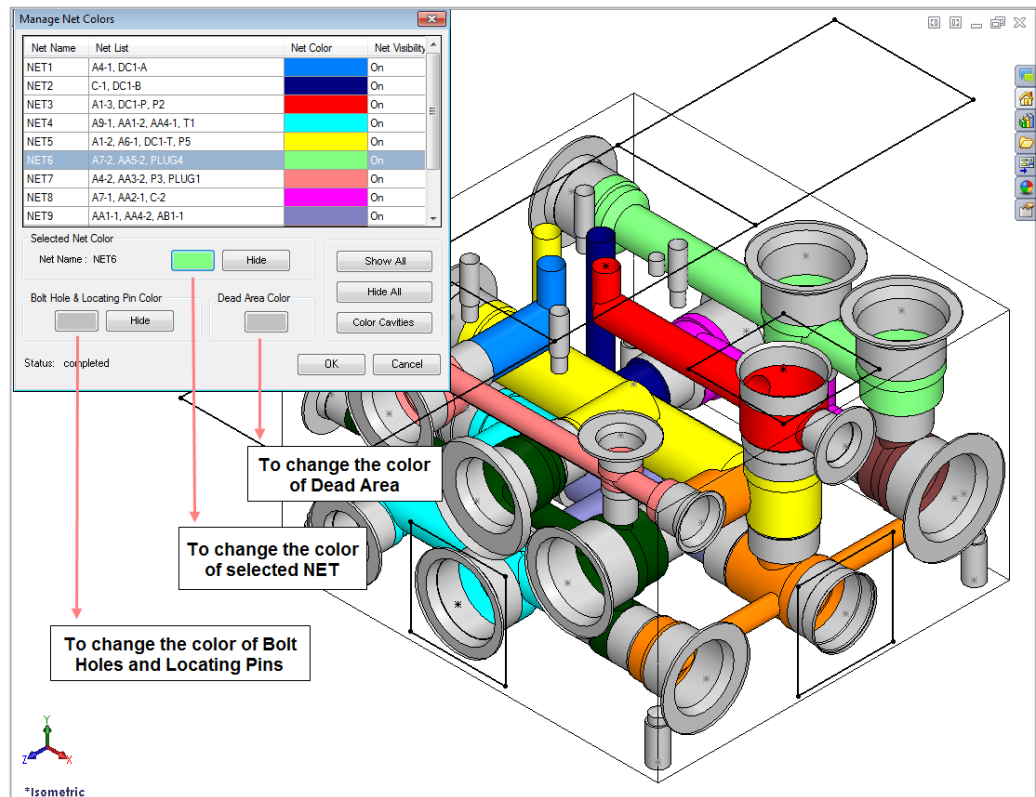 Manage Net Colors
Net Name Net List Net Color Net Visibility
NET1 A4-1, DC1-A On
NET2 C-1, DC1-B On
NET3 A1-3, DC1-P, P2 On
NET4 A9-1, AA1-2, AA4-1, T1 On
NET5 A1-2, A6-1, DC1-T, P5 On
NET6 A7-2, AA5-2, PLUG4 On
NET7 A4-2, AA3-2, P3, PLUG1 On
NET8 A7-1, AA2-1, C-2 On
NET9 AA1-1, AA4-2, AB1-1 On
Selected Net Color
Net Name : NET6 Hide
Show All
Hide All
Color Cavities
Bolt Hole & Locating Pin Color Dead Area Color
Hide
Status: completed OK Cancel
To change the color
of Dead Area
To change the color
of selected NET
To change the color of Bolt
Holes and Locating Pins
Y
Z X
*Isometric